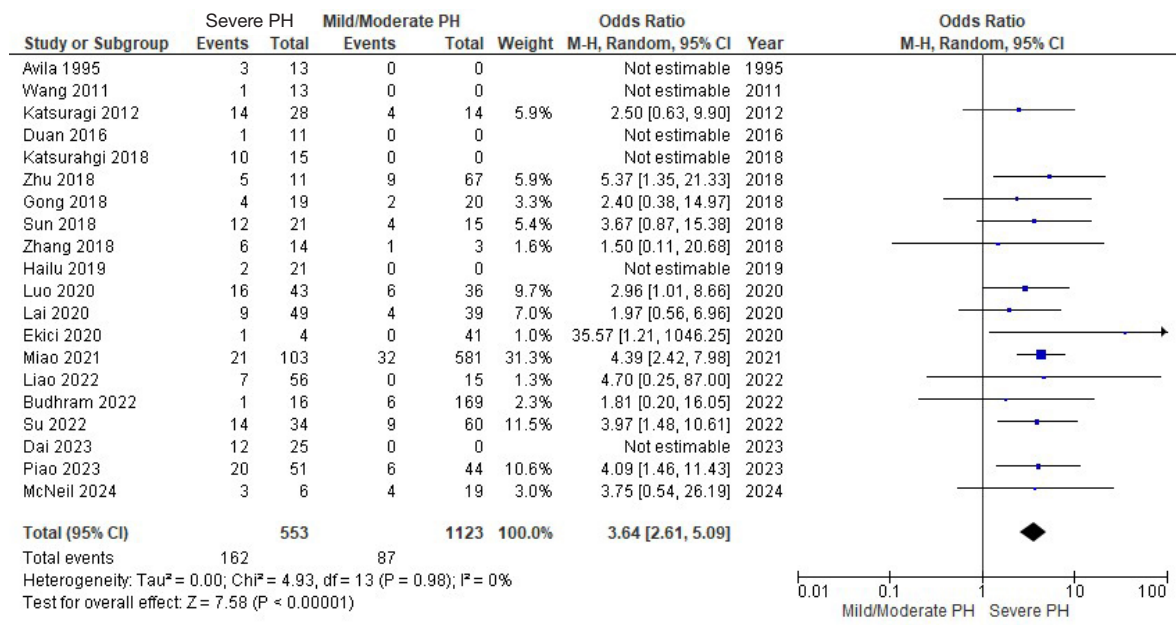 Severe PH Mild/Moderate PH Odds Ratio Odds Ratio
Study or Subgroup Events Total Events Total Weight M-H, Random, 95% CI Year M-H, Random, 95% CI
Avila 1995 3 13 0 0 Not estimable 1995
Wang 2011 1 13 0 0 Not estimable 2011
Katsuragi 2012 14 28 4 14 5.9% 2.50 [0.63, 9.90] 2012
Duan 2016 1 11 0 0 Not estimable 2016
Katsurahgi 2018 10 15 0 0 Not estimable 2018
Zhu 2018 5 11 9 67 5.9% 5.37 [1.35, 21.33] 2018
Gong 2018 4 19 2 20 3.3% 2.40 [0.38, 14.97] 2018
Sun 2018 12 21 4 15 5.4% 3.67 [0.87, 15.38] 2018
Zhang 2018 6 14 1 3 1.6% 1.50 [0.11, 20.68] 2018
Hailu 2019 2 21 0 0 Not estimable 2019
Luo 2020 16 43 6 36 9.7% 2.96 [1.01, 8.66] 2020
Lai 2020 9 49 4 39 7.0% 1.97 [0.56, 6.96] 2020
Ekici 2020 1 4 0 41 1.0% 35.57 [1.21, 1046.25] 2020
Miao 2021 21 103 32 581 31.3% 4.39 [2.42, 7.98] 2021
Liao 2022 7 56 0 15 1.3% 4.70 [0.25, 87.00] 2022
Budhram 2022 1 16 6 169 2.3% 1.81 [0.20, 16.05] 2022
Su 2022 14 34 9 60 11.5% 3.97 [1.48, 10.61] 2022
Dai 2023 12 25 0 0 Not estimable 2023
Piao 2023 20 51 6 44 10.6% 4.09 [1.46, 11.43] 2023
McNeil 2024 3 6 4 19 3.0% 3.75 [0.54, 26.19] 2024
Total (95% CI) 553 1123 100.0% 3.64 [2.61, 5.09]
Total events 162 87
Heterogeneity: Tau² = 0.00; Chi² = 4.93, df = 13 (P = 0.98); I² = 0%
Test for overall effect: Z = 7.58 (P < 0.00001)
0.01 0.1 1 10 100
Mild/Moderate PH Severe PH